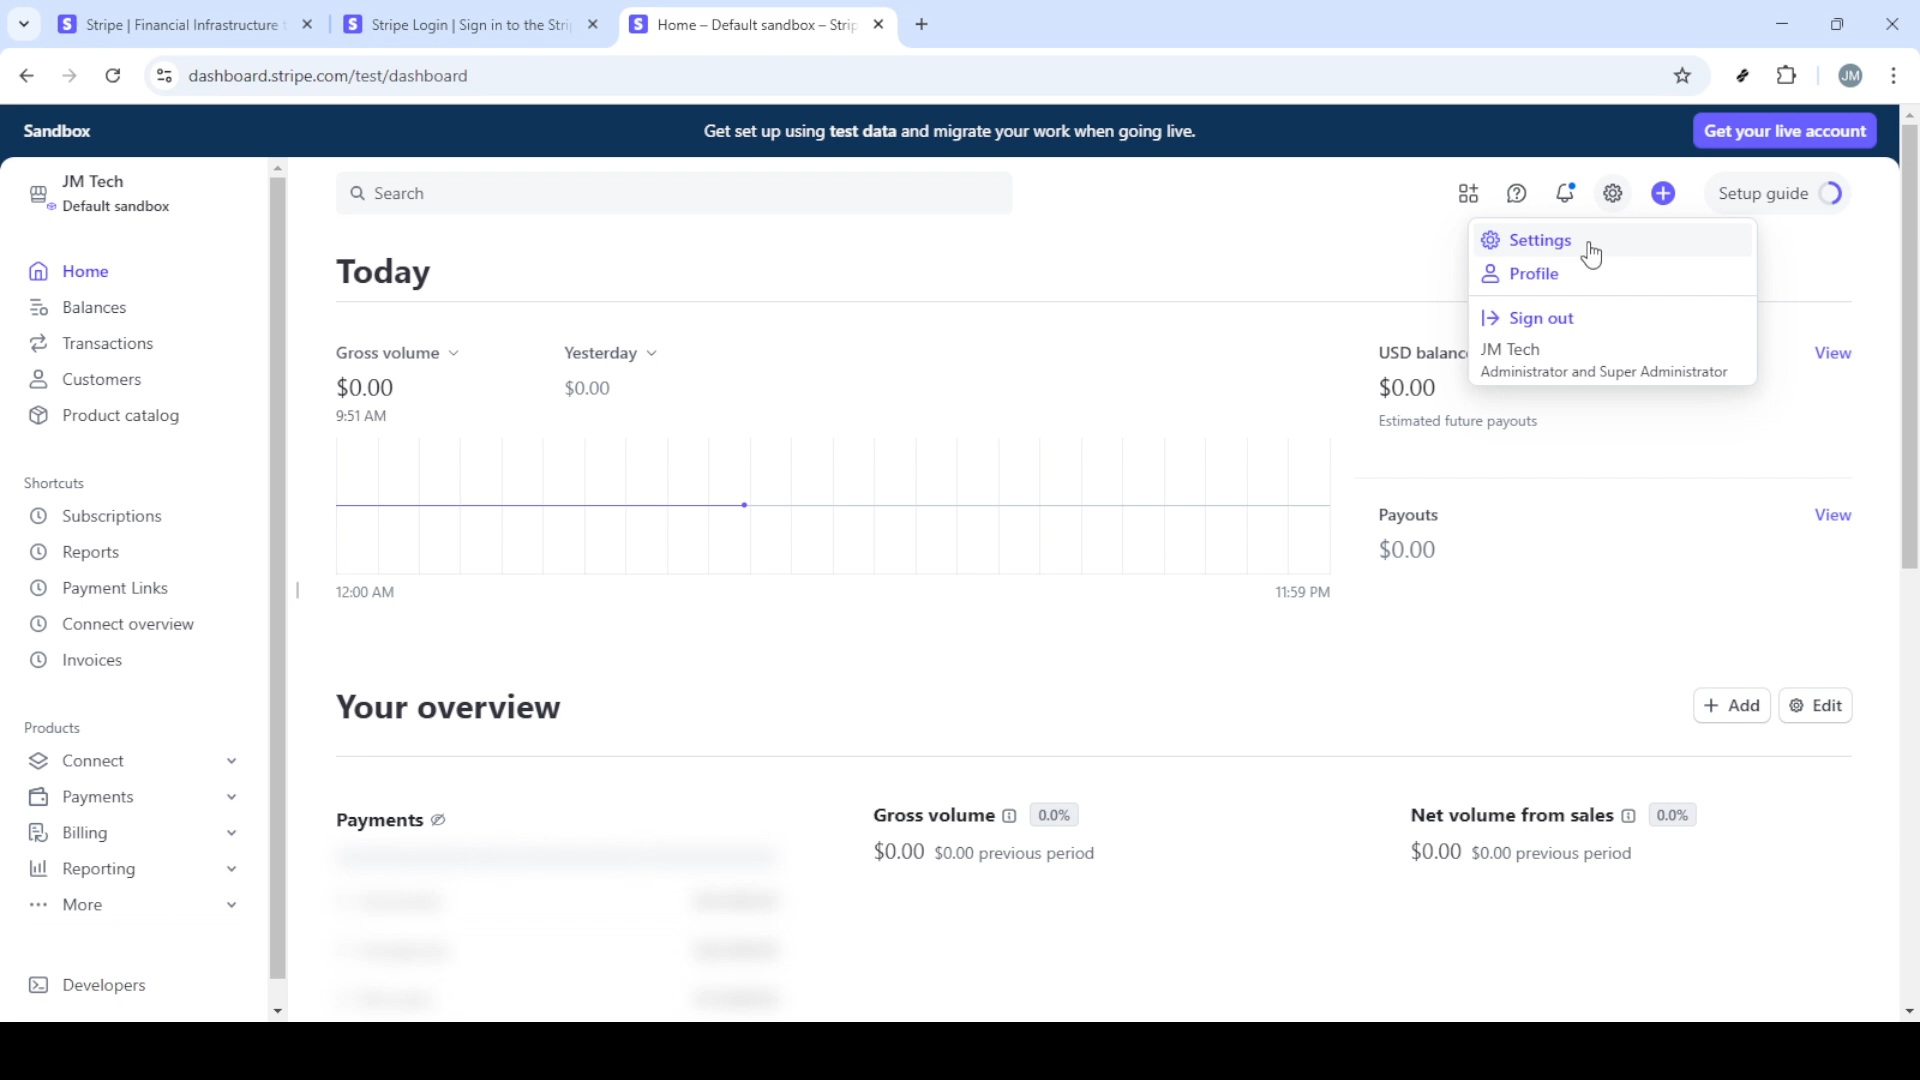 Stripe | Financial Infrastructure
Stripe Login | Sign in to the Stri
Home – Default sandbox – Strip
dashboard.stripe.com/test/dashboard
JM
Sandbox
Get set up using test data and migrate your work when going live.
Get your live account
JM Tech
Default sandbox
Search
Setup guide
Settings
Profile
Sign out
JM Tech
Administrator and Super Administrator
Home
Balances
Transactions
Customers
Product catalog
Shortcuts
Subscriptions
Reports
Payment Links
Connect overview
Invoices
Products
Connect
Payments
Billing
Reporting
More
Developers
Today
Gross volume
$0.00
9:51 AM
Yesterday
$0.00
12:00 AM
11:59 PM
USD balanc
View
$0.00
Estimated future payouts
Payouts
View
$0.00
Your overview
Add
Edit
Payments
Gross volume 0.0%
$0.00 $0.00 previous period
Net volume from sales 0.0%
$0.00 $0.00 previous period